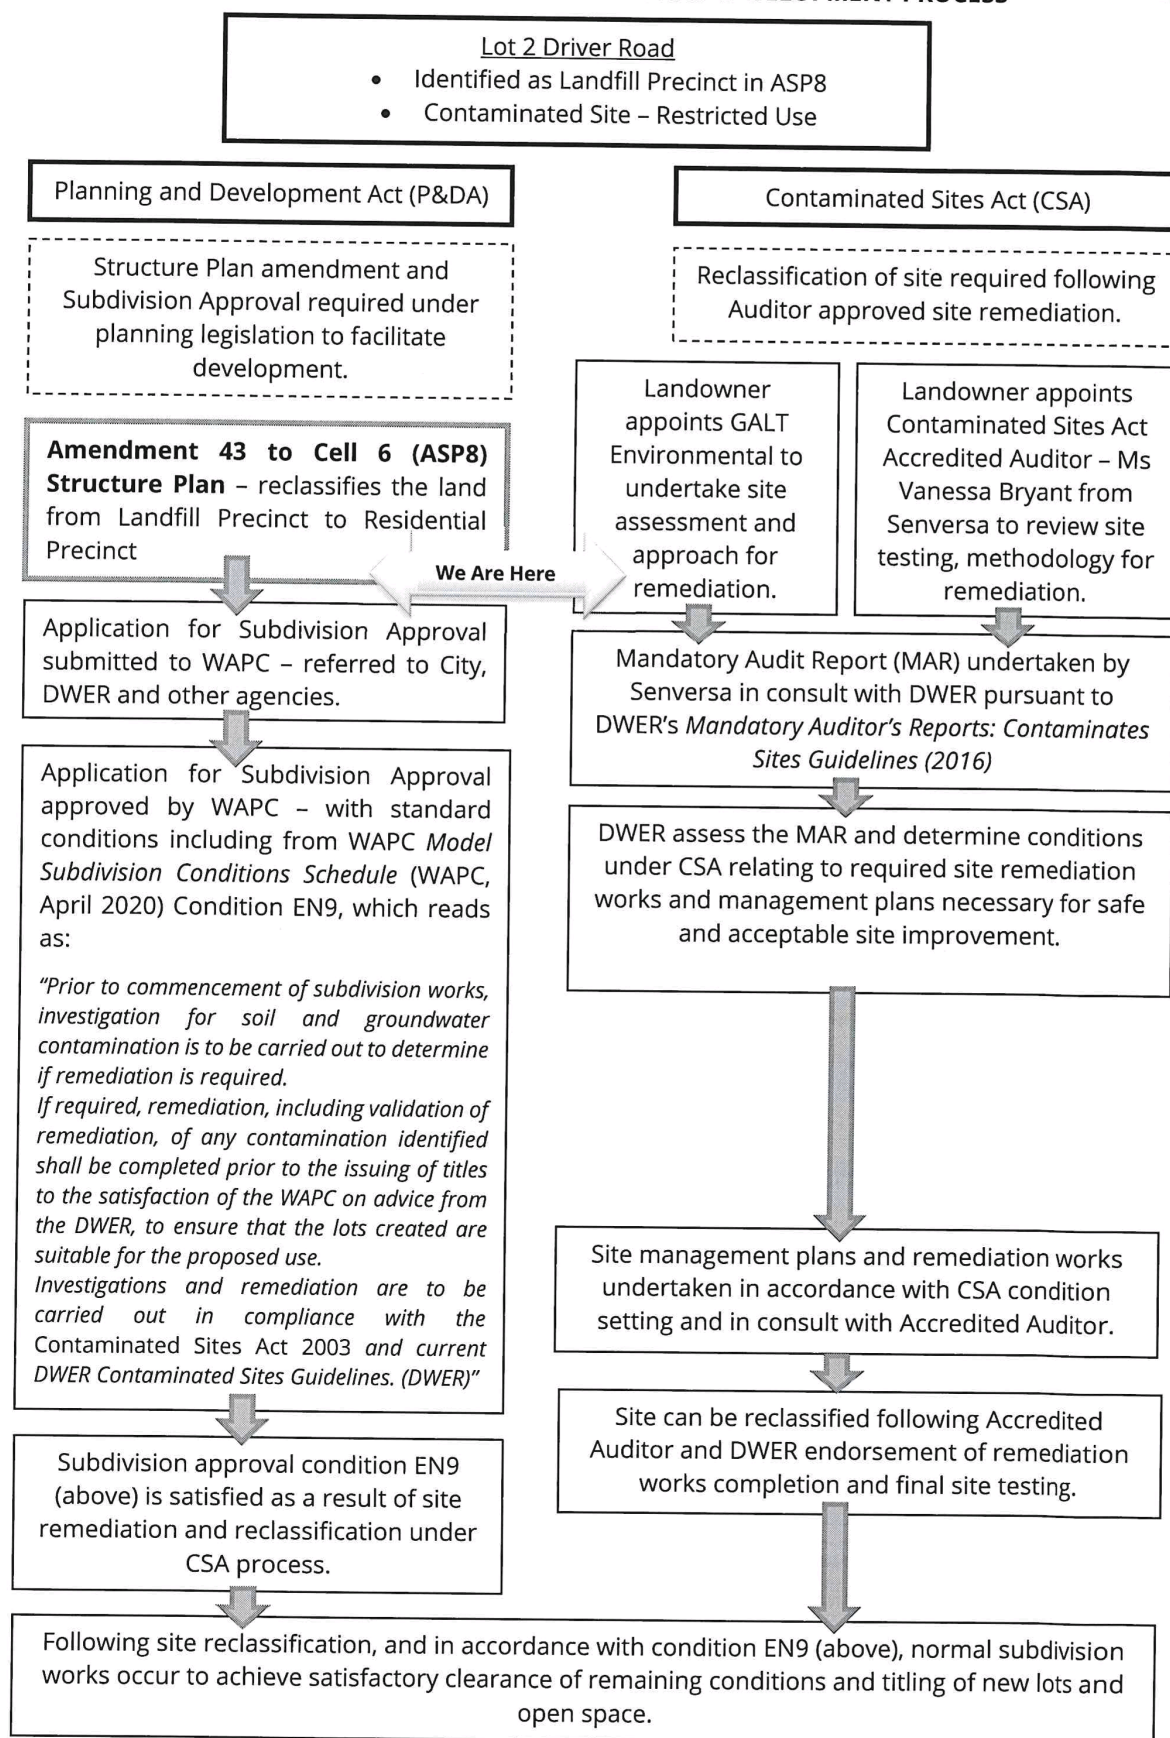 Lot 2 Driver Road
• Identified as Landfill Precinct in ASP8
• Contaminated Site – Restricted Use
Planning and Development Act (P&DA)
Structure Plan amendment and
Subdivision Approval required under
planning legislation to facilitate
development.
Amendment 43 to Cell 6 (ASP8)
Structure Plan – reclassifies the land
from Landfill Precinct to Residential
Precinct
We Are Here
Application for Subdivision Approval
submitted to WAPC – referred to City,
DWER and other agencies.
Application for Subdivision Approval
approved by WAPC – with standard
conditions including from WAPC Model
Subdivision Conditions Schedule (WAPC,
April 2020) Condition EN9, which reads
as:
“Prior to commencement of subdivision works,
investigation for soil and groundwater
contamination is to be carried out to determine
if remediation is required.
If required, remediation, including validation of
remediation, of any contamination identified
shall be completed prior to the issuing of titles
to the satisfaction of the WAPC on advice from
the DWER, to ensure that the lots created are
suitable for the proposed use.
Investigations and remediation are to be
carried out in compliance with the
Contaminated Sites Act 2003 and current
DWER Contaminated Sites Guidelines. (DWER)”
Subdivision approval condition EN9
(above) is satisfied as a result of site
remediation and reclassification under
CSA process.
Contaminated Sites Act (CSA)
Reclassification of site required following
Auditor approved site remediation.
Landowner
appoints GALT
Environmental to
undertake site
assessment and
approach for
remediation.
Landowner appoints
Contaminated Sites Act
Accredited Auditor – Ms
Vanessa Bryant from
Senversa to review site
testing, methodology for
remediation.
Mandatory Audit Report (MAR) undertaken by
Senversa in consult with DWER pursuant to
DWER’s Mandatory Auditor’s Reports: Contaminates
Sites Guidelines (2016)
DWER assess the MAR and determine conditions
under CSA relating to required site remediation
works and management plans necessary for safe
and acceptable site improvement.
Site management plans and remediation works
undertaken in accordance with CSA condition
setting and in consult with Accredited Auditor.
Site can be reclassified following Accredited
Auditor and DWER endorsement of remediation
works completion and final site testing.
Following site reclassification, and in accordance with condition EN9 (above), normal subdivision
works occur to achieve satisfactory clearance of remaining conditions and titling of new lots and
open space.